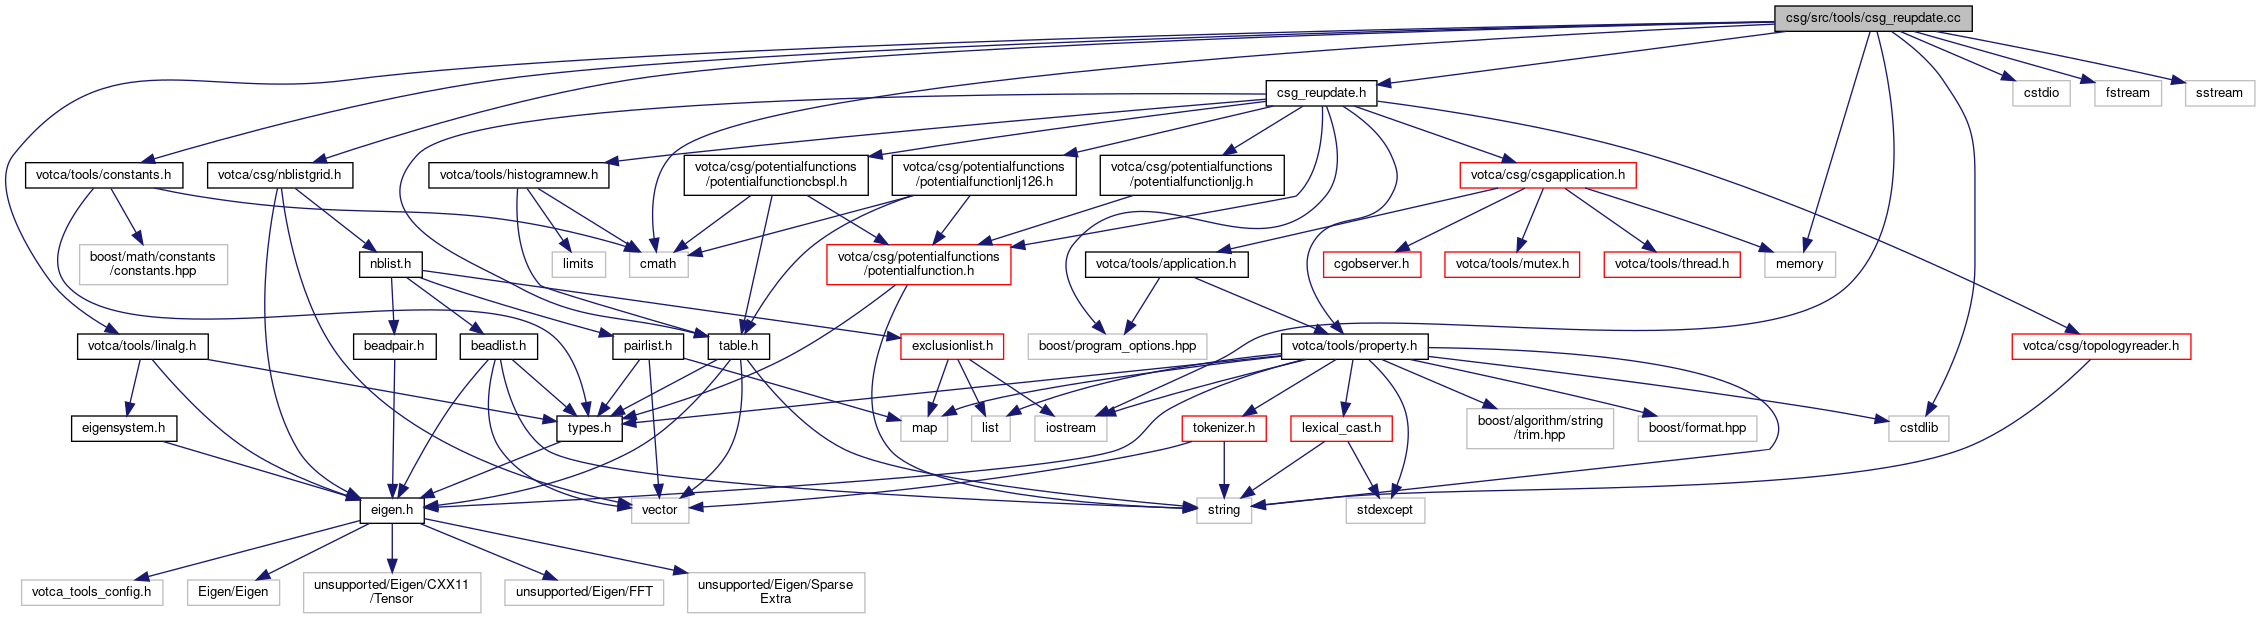 csg/src/tools/csg_reupdate.cc
csg_reupdate.h
cstdio
fstream
sstream
votca/tools/constants.h
votca/csg/nblistgrid.h
votca/tools/histogramnew.h
votca/csg/potentialfunctions
/potentialfunctioncbspl.h
votca/csg/potentialfunctions
/potentialfunctionlj126.h
votca/csg/potentialfunctions
/potentialfunctionljg.h
votca/csg/csgapplication.h
boost/math/constants
/constants.hpp
nblist.h
limits
cmath
votca/csg/potentialfunctions
/potentialfunction.h
votca/tools/application.h
cgobserver.h
votca/tools/mutex.h
votca/tools/thread.h
memory
votca/tools/linalg.h
beadpair.h
beadlist.h
pairlist.h
table.h
exclusionlist.h
boost/program_options.hpp
votca/tools/property.h
votca/csg/topologyreader.h
eigensystem.h
types.h
map
list
iostream
tokenizer.h
lexical_cast.h
boost/algorithm/string
/trim.hpp
boost/format.hpp
cstdlib
eigen.h
vector
string
stdexcept
votca_tools_config.h
Eigen/Eigen
unsupported/Eigen/CXX11
/Tensor
unsupported/Eigen/FFT
unsupported/Eigen/Sparse
Extra